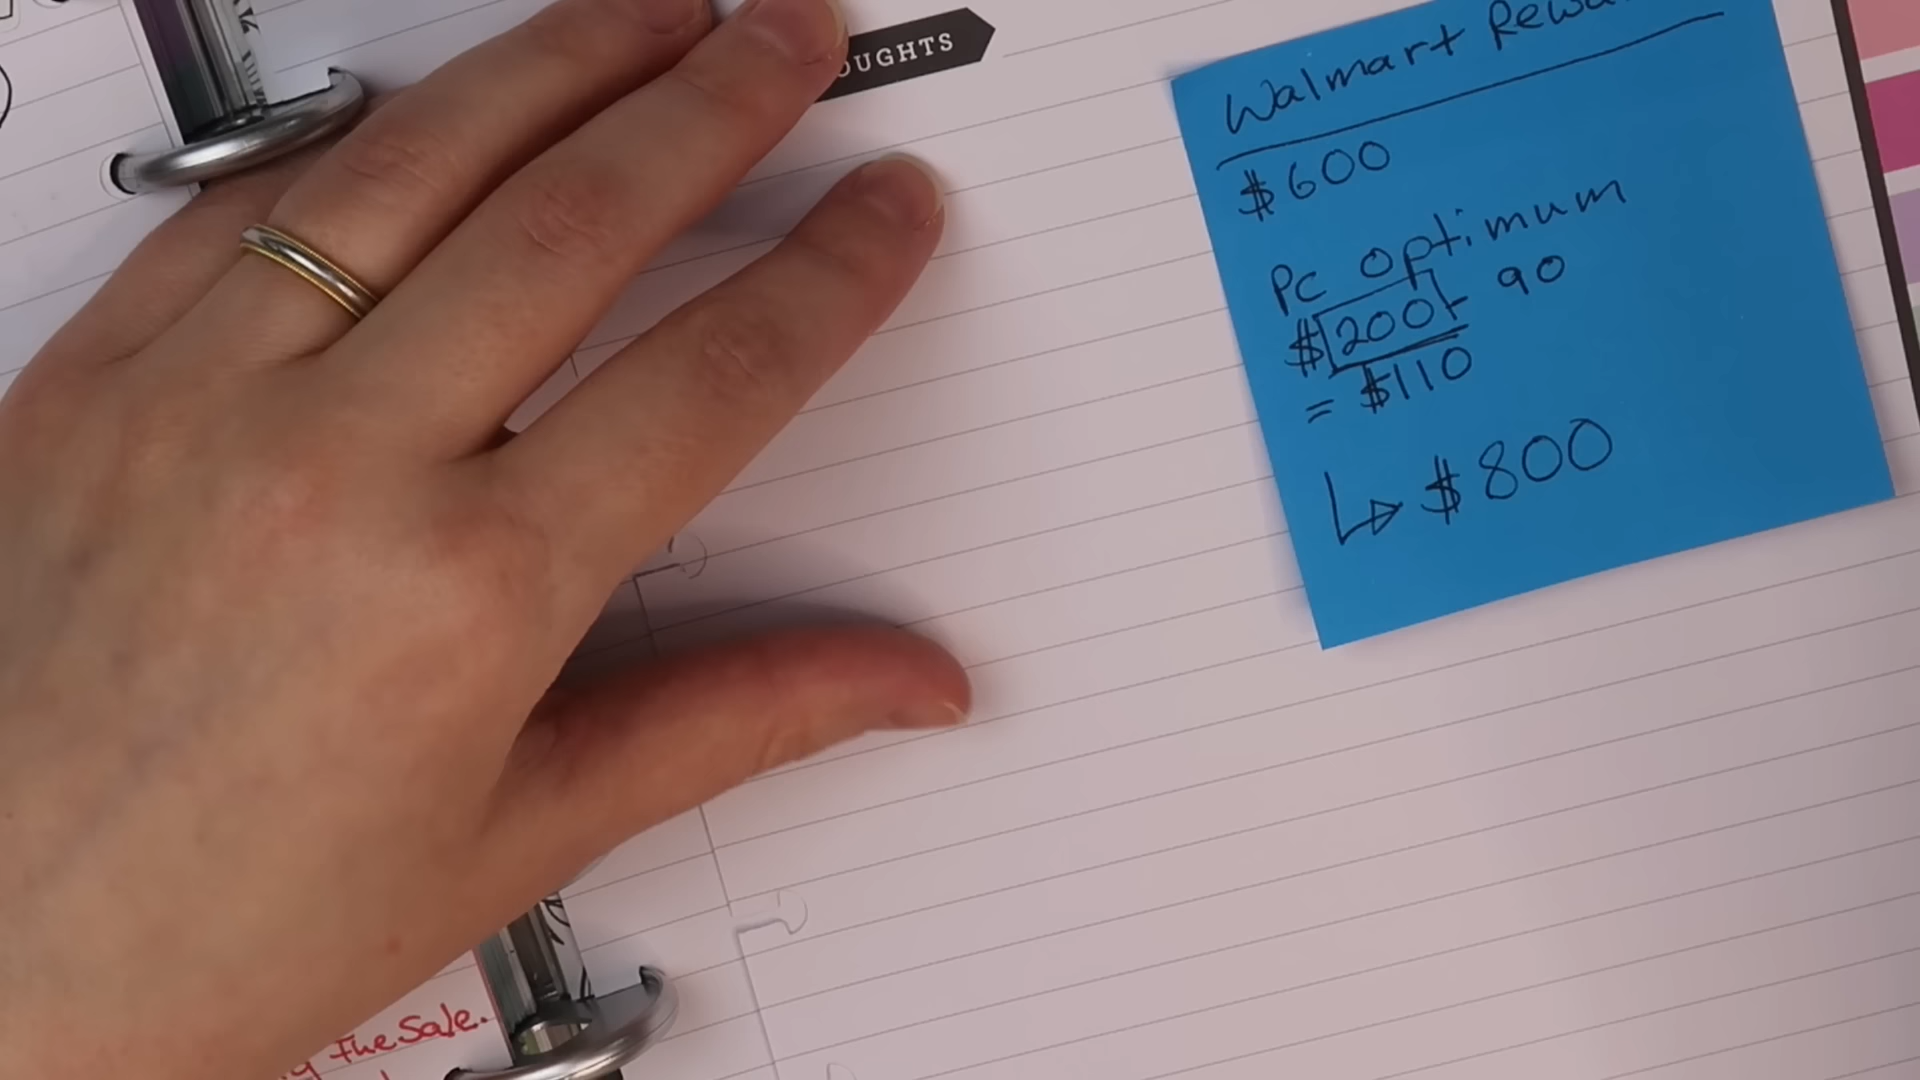 OUGHTS
Walmart Rewa
$600
Pc optimum
$200 - 90
= $110
$800
the Sale.